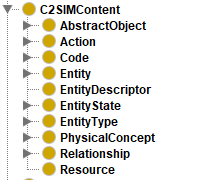 C2SIMContent
AbstractObject
Action
Code
Entity
EntityDescriptor
EntityState
EntityType
PhysicalConcept
Relationship
Resource